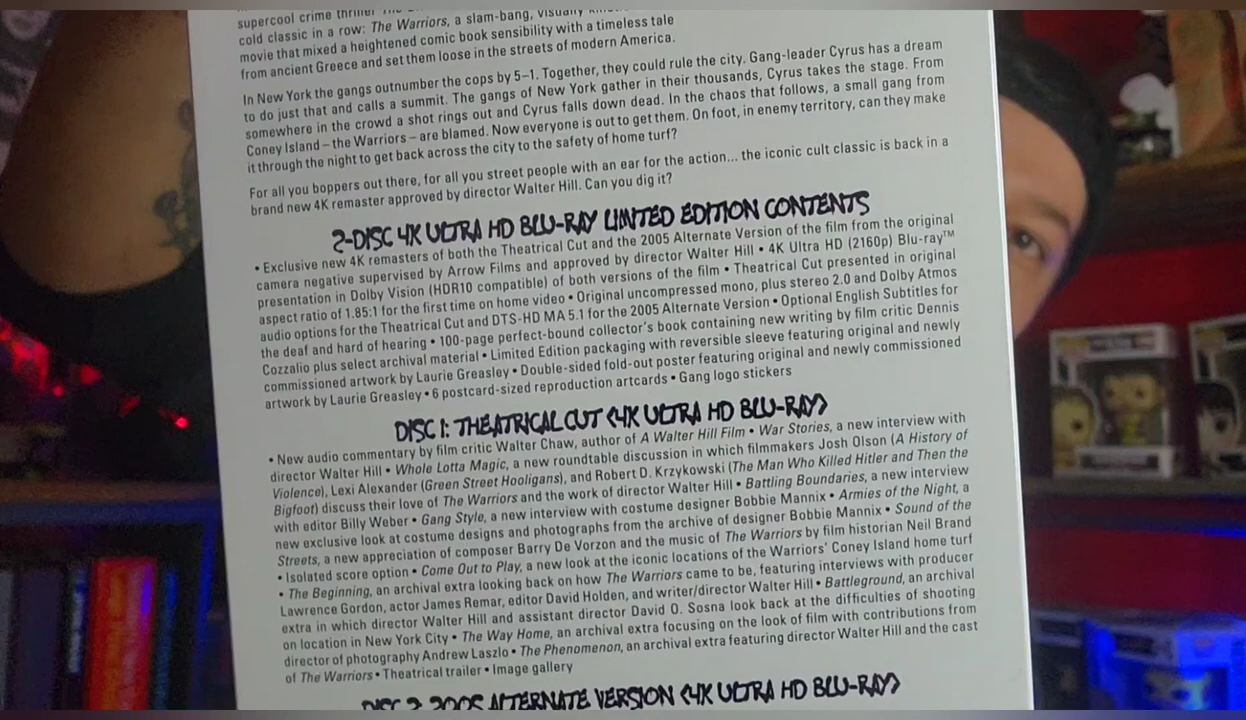 supercool crime thriller The
cold classic in a row: The Warriors, a slam-bang, visually
movie that mixed a heightened comic book sensibility with a timeless tale
from ancient Greece and set them loose in the streets of modern America.
In New York the gangs outnumber the cops by 5–1. Together, they could rule the city. Gang-leader Cyrus has a dream
to do just that and calls a summit. The gangs of New York gather in their thousands, Cyrus takes the stage. From
somewhere in the crowd a shot rings out and Cyrus falls down dead. In the chaos that follows, a small gang from
Coney Island – the Warriors – are blamed. Now everyone is out to get them. On foot, in enemy territory, can they make
it through the night to get back across the city to the safety of home turf?
For all you boppers out there, for all you street people with an ear for the action... the iconic cult classic is back in a
brand new 4K remaster approved by director Walter Hill. Can you dig it?
2-DISC 4K ULTRA HD BLU-RAY LIMITED EDITION CONTENTS
• Exclusive new 4K remasters of both the Theatrical Cut and the 2005 Alternate Version of the film from the original
camera negative supervised by Arrow Films and approved by director Walter Hill • 4K Ultra HD (2160p) Blu-ray™
presentation in Dolby Vision (HDR10 compatible) of both versions of the film • Theatrical Cut presented in original
aspect ratio of 1.85:1 for the first time on home video • Original uncompressed mono, plus stereo 2.0 and Dolby Atmos
audio options for the Theatrical Cut and DTS-HD MA 5.1 for the 2005 Alternate Version • Optional English Subtitles for
the deaf and hard of hearing • 100-page perfect-bound collector's book containing new writing by film critic Dennis
Cozzalio plus select archival material • Limited Edition packaging with reversible sleeve featuring original and newly
commissioned artwork by Laurie Greasley • Double-sided fold-out poster featuring original and newly commissioned
artwork by Laurie Greasley • 6 postcard-sized reproduction artcards • Gang logo stickers
DISC 1: THEATRICAL CUT (4K ULTRA HD BLU-RAY)
• New audio commentary by film critic Walter Chaw, author of A Walter Hill Film • War Stories, a new interview with
director Walter Hill • Whole Lotta Magic, a new roundtable discussion in which filmmakers Josh Olson (A History of
Violence), Lexi Alexander (Green Street Hooligans), and Robert D. Krzykowski (The Man Who Killed Hitler and Then the
Bigfoot) discuss their love of The Warriors and the work of director Walter Hill • Battling Boundaries, a new interview
with editor Billy Weber • Gang Style, a new interview with costume designer Bobbie Mannix • Armies of the Night, a
new exclusive look at costume designs and photographs from the archive of designer Bobbie Mannix • Sound of the
Streets, a new appreciation of composer Barry De Vorzon and the music of The Warriors by film historian Neil Brand
• Isolated score option • Come Out to Play, a new look at the iconic locations of the Warriors' Coney Island home turf
• The Beginning, an archival extra looking back on how The Warriors came to be, featuring interviews with producer
Lawrence Gordon, actor James Remar, editor David Holden, and writer/director Walter Hill • Battleground, an archival
extra in which director Walter Hill and assistant director David O. Sosna look back at the difficulties of shooting
on location in New York City • The Way Home, an archival extra focusing on the look of film with contributions from
director of photography Andrew Laszlo • The Phenomenon, an archival extra featuring director Walter Hill and the cast
of The Warriors • Theatrical trailer • Image gallery
DISC 2: 2005 ALTERNATE VERSION (4K ULTRA HD BLU-RAY)